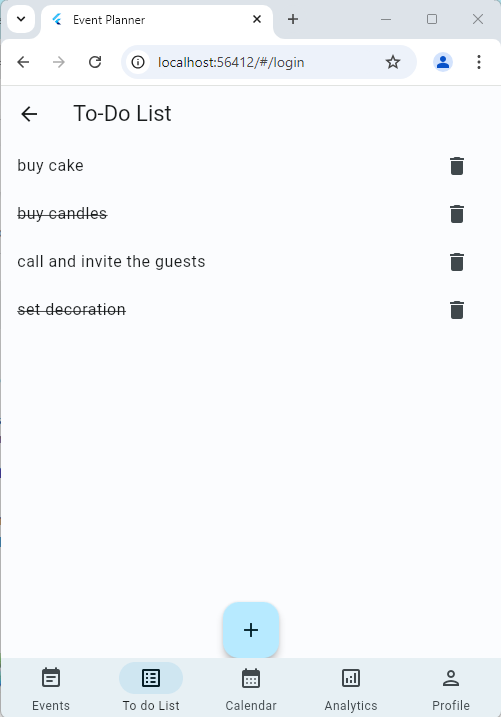 Event Planner
localhost:56412/#/login
To-Do List
buy cake
buy candles
call and invite the guests
set decoration
Events To do List Calendar Analytics Profile